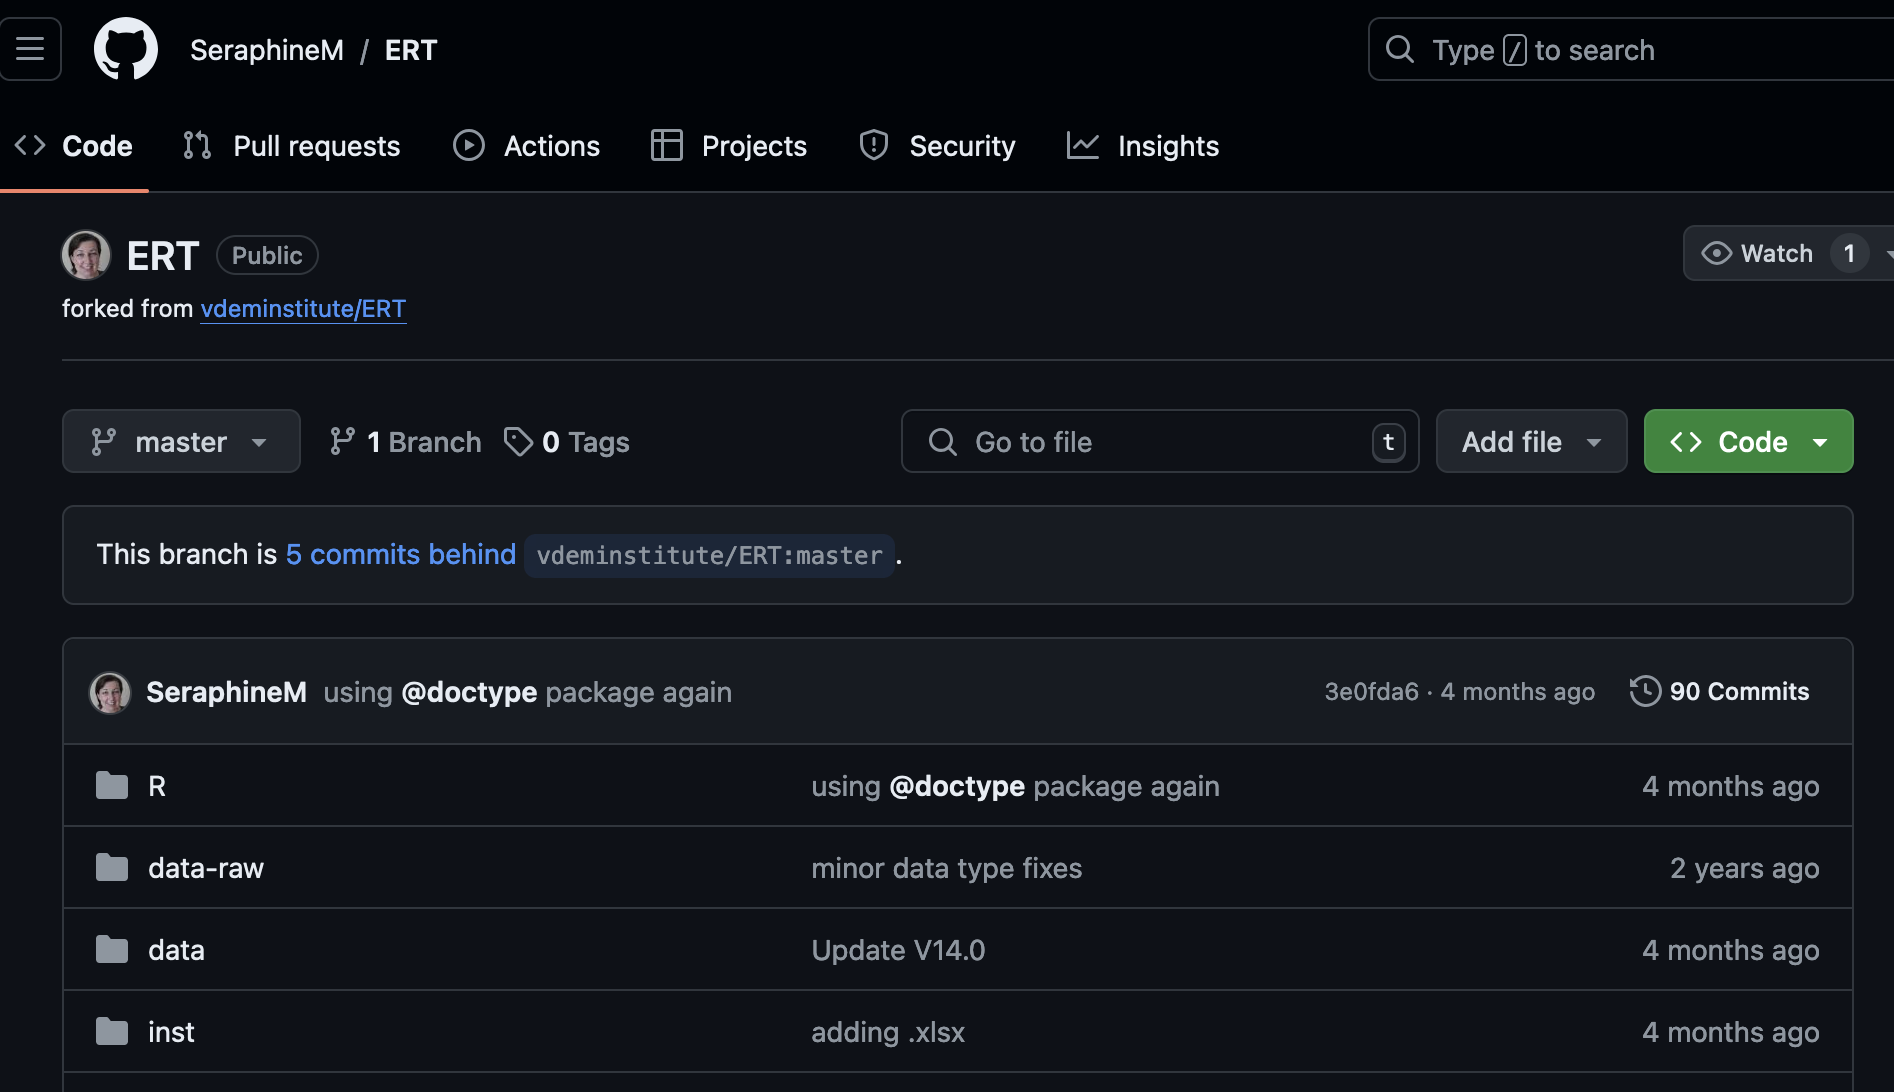 SeraphineM / ERT
Type / to search
Code Pull requests Actions Projects Security Insights
ERT Public
Watch 1
forked from vdeminstitute/ERT
master 1 Branch 0 Tags Go to file t Add file Code
This branch is 5 commits behind vdeminstitute/ERT:master.
SeraphineM using @doctype package again 3e0fda6 · 4 months ago 90 Commits
R using @doctype package again 4 months ago
data-raw minor data type fixes 2 years ago
data Update V14.0 4 months ago
inst adding .xlsx 4 months ago